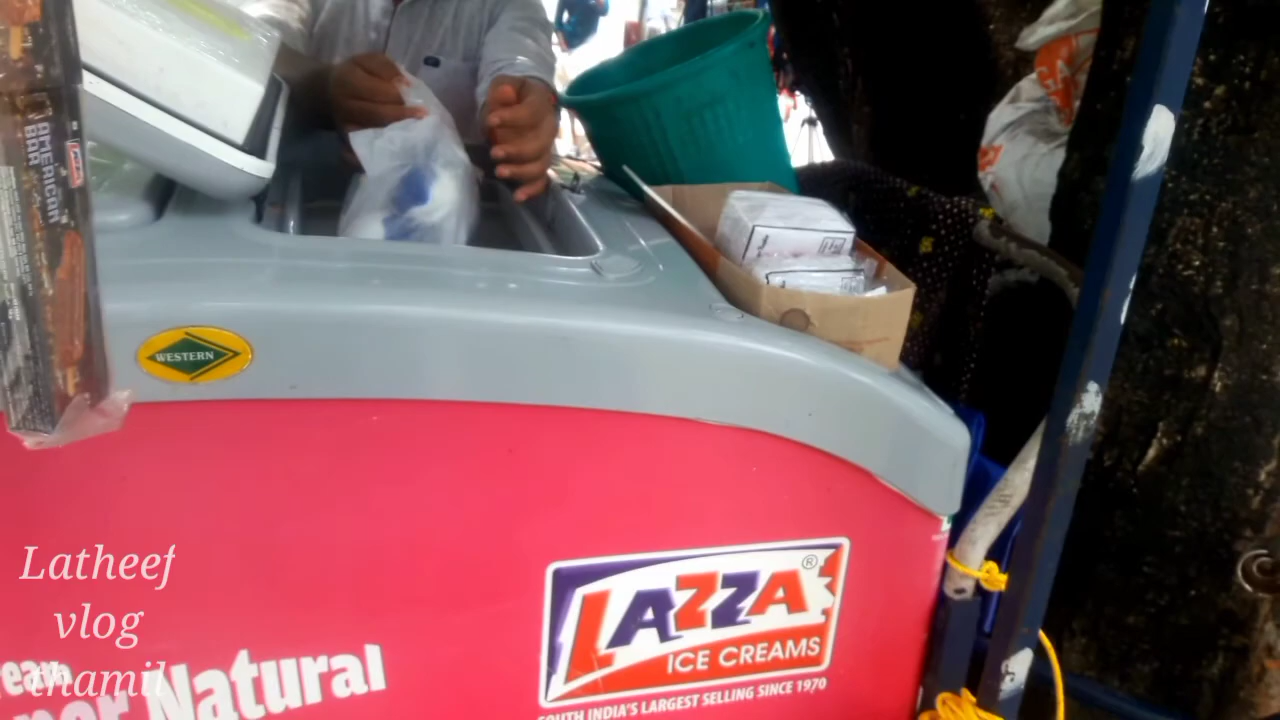 AMERICAN
BAR
WESTERN
LAZZA®
ICE CREAMS
SOUTH INDIA'S LARGEST SELLING SINCE 1970
Natural
Latheef
vlog
thamil